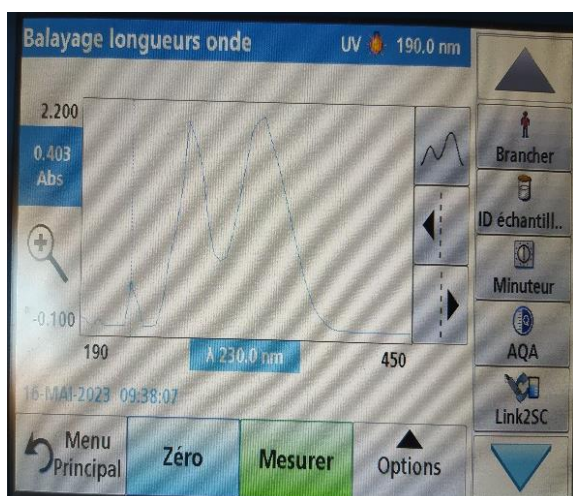 Balayage longueurs onde UV 190.0 nm
2.200
0.403
Abs
-0.100
190 λ 230.0 nm 450
16-MAI-2023 09:38:07
Menu
Principal
Zéro
Mesurer
Options
Brancher
ID échantill..
Minuteur
AQA
Link2SC